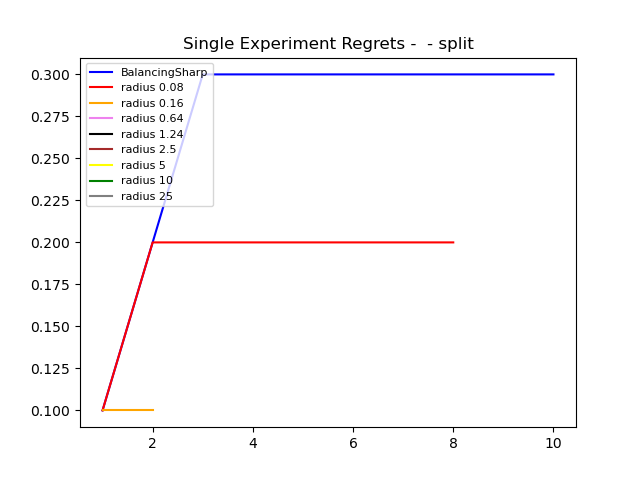 Single Experiment Regrets -  - split
0.300
0.275
0.250
0.225
0.200
0.175
0.150
0.125
0.100
BalancingSharp
radius 0.08
radius 0.16
radius 0.64
radius 1.24
radius 2.5
radius 5
radius 10
radius 25
2 4 6 8 10